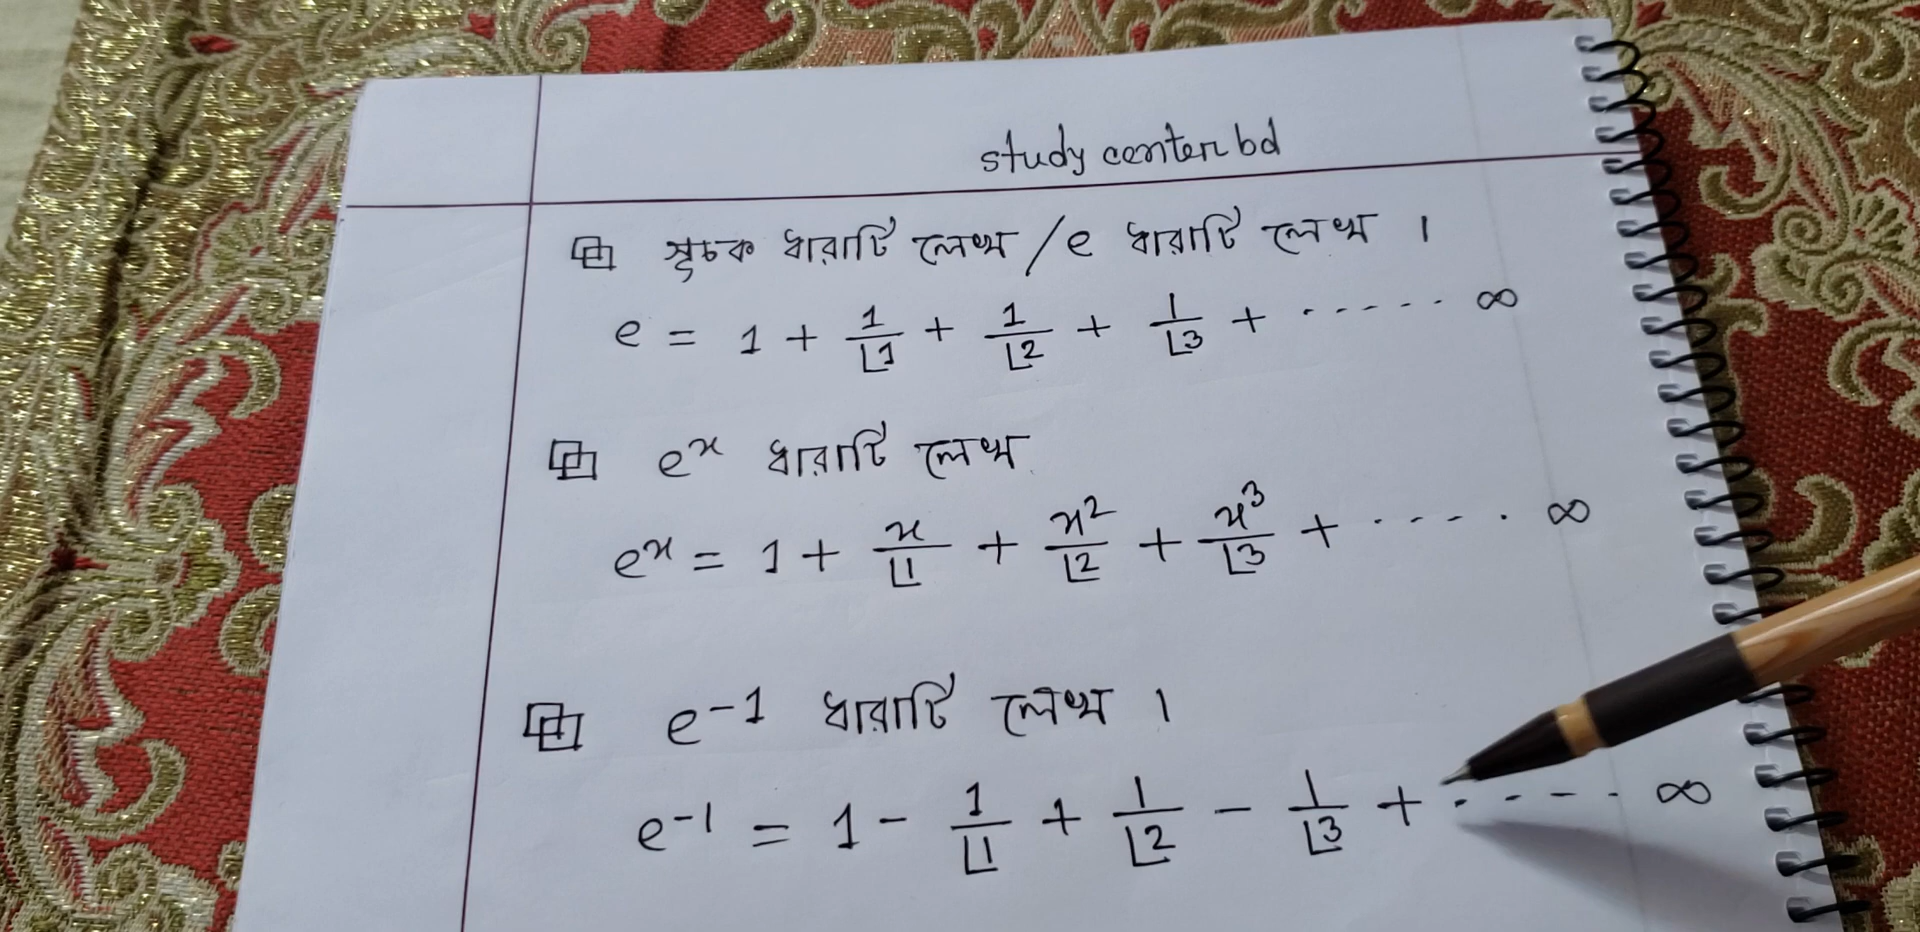 study center bd
সূচক ধারাটি লেখ / e ধারাটি লেখ ।
e = 1 + 1/⌊1 + 1/⌊2 + 1/⌊3 + ...... ∞
eˣ ধারাটি লেখ
eˣ = 1 + x/⌊1 + x²/⌊2 + x³/⌊3 + ..... ∞
e⁻¹ ধারাটি লেখ ।
e⁻¹ = 1 - 1/⌊1 + 1/⌊2 - 1/⌊3 + ..... ∞